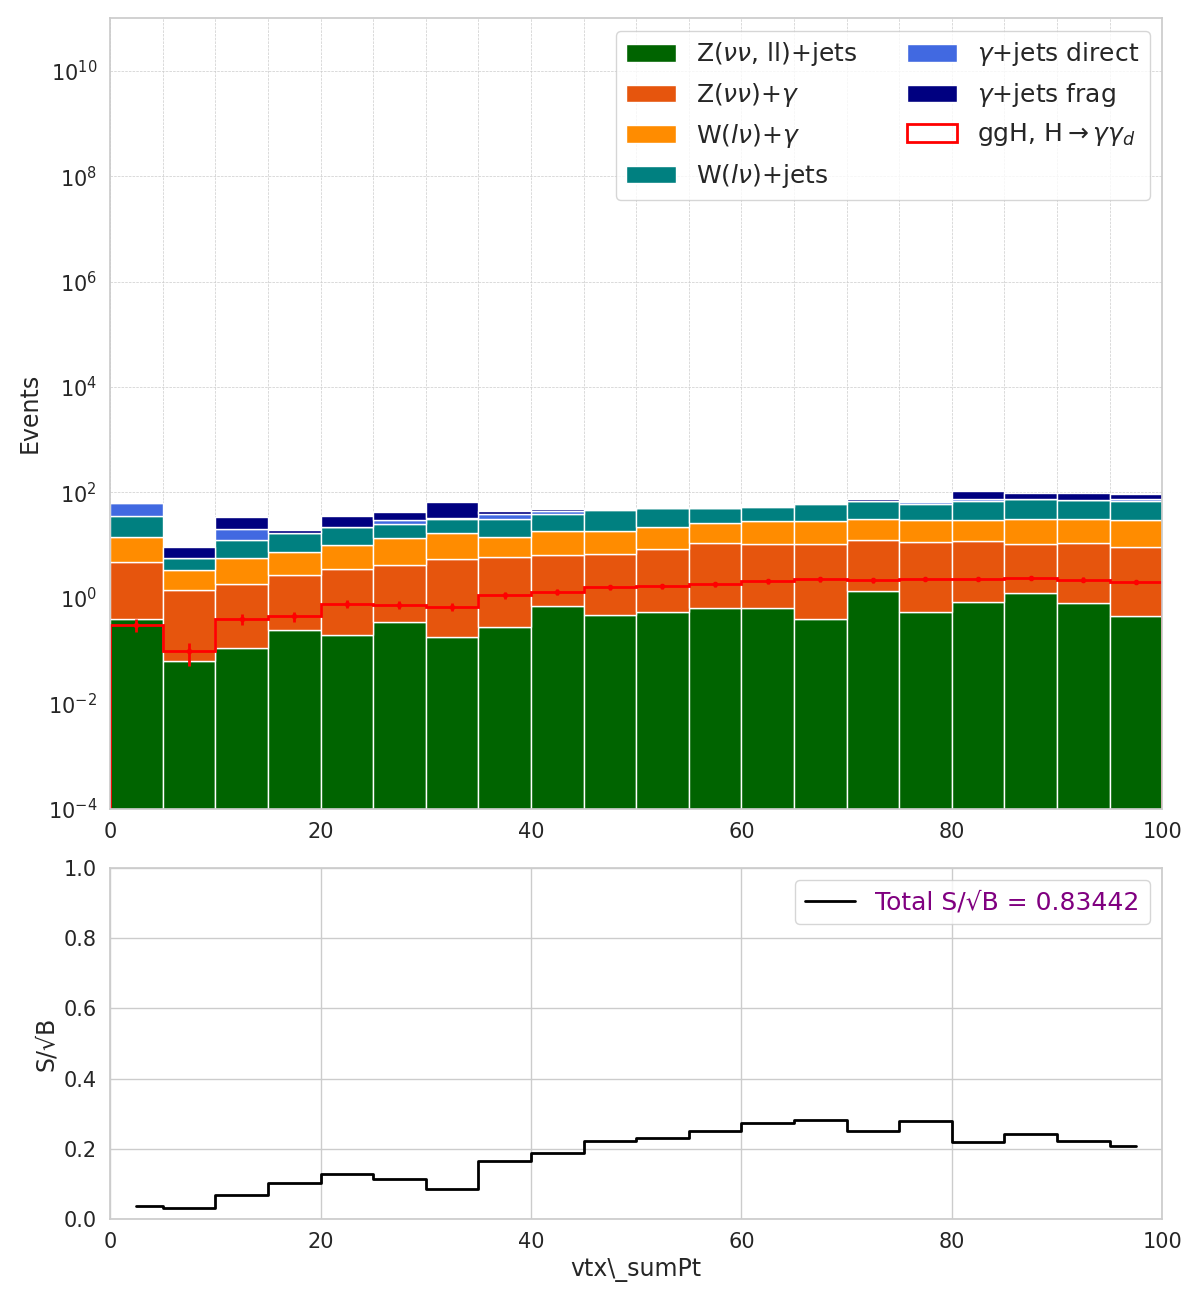 Z(νν, ll)+jets
Z(νν)+γ
W(lν)+γ
W(lν)+jets
γ+jets direct
γ+jets frag
ggH, H→γγ_d
Events
10^10
10^8
10^6
10^4
10^2
10^0
10^−2
10^−4
0 20 40 60 80 100
Total S/√B = 0.83442
S/√B
1.0
0.8
0.6
0.4
0.2
0.0
0 20 40 60 80 100
vtx\_sumPt